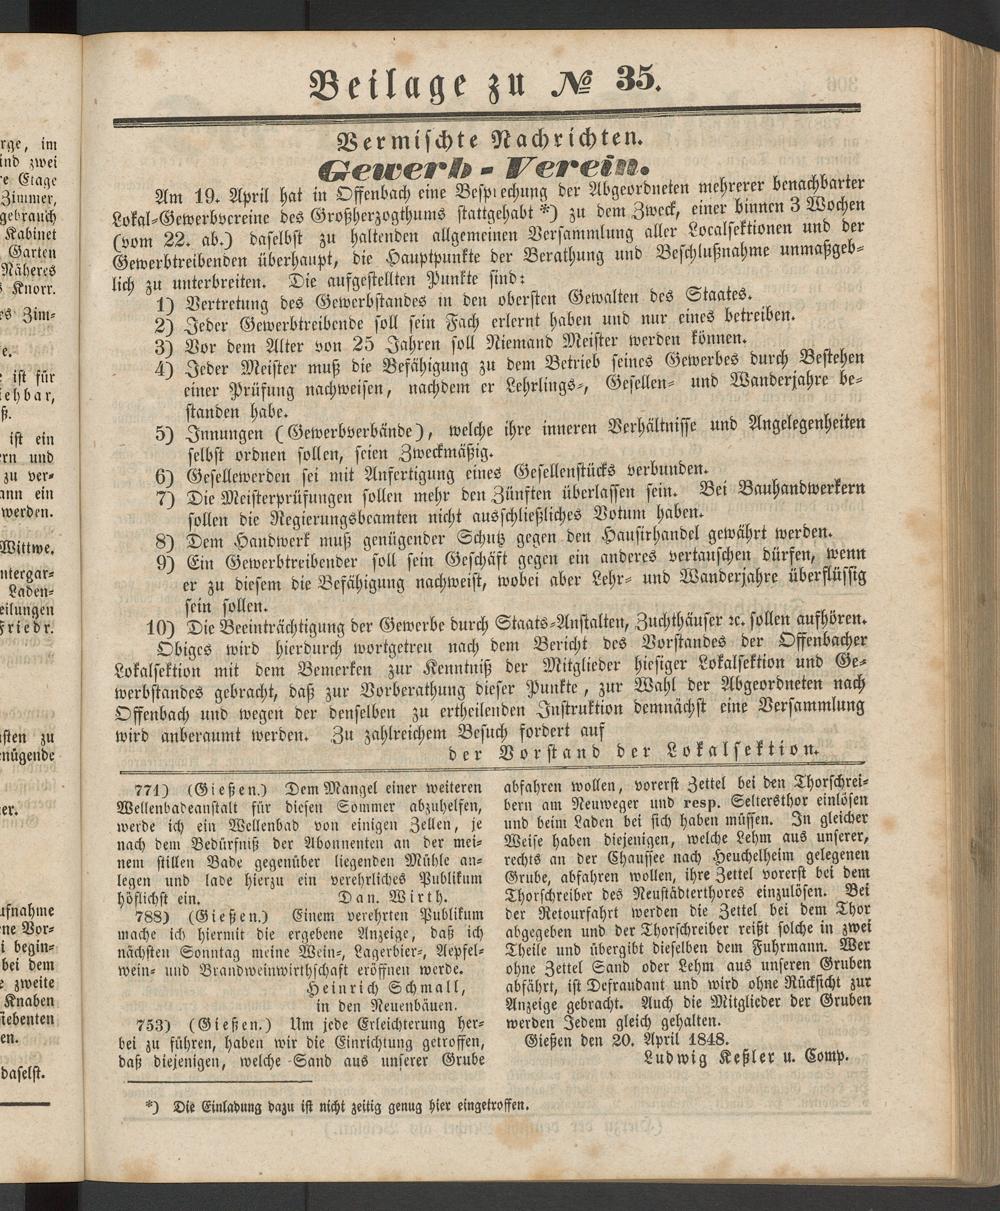 Beilage zu № 35.
Vermischte Nachrichten.
Gewerb-Verein.
Am 19. April hat in Offenbach eine Besprechung der Abgeordneten mehrerer benachbarter
Lokal-Gewerbvereine des Großherzogthums stattgehabt *) zu dem Zweck, einer binnen 3 Wochen
(vom 22. ab.) daselbst zu haltenden allgemeinen Versammlung aller Localsektionen und der
Gewerbtreibenden überhaupt, die Hauptpunkte der Berathung und Beschlußnahme unmaßgeb-
lich zu unterbreiten. Die aufgestellten Punkte sind:
1) Vertretung des Gewerbstandes in den obersten Gewalten des Staates.
2) Jeder Gewerbtreibende soll sein Fach erlernt haben und nur eines betreiben.
3) Vor dem Alter von 25 Jahren soll Niemand Meister werden können.
4) Jeder Meister muß die Befähigung zu dem Betrieb seines Gewerbes durch Bestehen
einer Prüfung nachweisen, nachdem er Lehrlings-, Gesellen- und Wanderjahre be-
standen habe.
5) Innungen (Gewerbverbände), welche ihre inneren Verhältnisse und Angelegenheiten
selbst ordnen sollen, seien Zweckmäßig.
6) Gesellewerden sei mit Anfertigung eines Gesellenstücks verbunden.
7) Die Meisterprüfungen sollen mehr den Zünften überlassen sein. Bei Bauhandwerkern
sollen die Regierungsbeamten nicht ausschließliches Votum haben.
8) Dem Handwerk muß genügender Schutz gegen den Hausirhandel gewährt werden.
9) Ein Gewerbtreibender soll sein Geschäft gegen ein anderes vertauschen dürfen, wenn
er zu diesem die Befähigung nachweist, wobei aber Lehr- und Wanderjahre überflüssig
sein sollen.
10) Die Beeinträchtigung der Gewerbe durch Staats-Anstalten, Zuchthäuser ꝛc. sollen aufhören.
Obiges wird hierdurch wortgetreu nach dem Bericht des Vorstandes der Offenbacher
Lokalsektion mit dem Bemerken zur Kenntniß der Mitglieder hiesiger Lokalsektion und Ge-
werbstandes gebracht, daß zur Vorberathung dieser Punkte, zur Wahl der Abgeordneten nach
Offenbach und wegen der denselben zu ertheilenden Instruktion demnächst eine Versammlung
wird anberaumt werden. Zu zahlreichem Besuch fordert auf
der Vorstand der Lokalsektion.
771) (Gießen.) Dem Mangel einer weiteren
Wellenbadeanstalt für diesen Sommer abzuhelfen,
werde ich ein Wellenbad von einigen Zellen, je
nach dem Bedürfniß der Abonnenten an der mei-
nem stillen Bade gegenüber liegenden Mühle an-
legen und lade hierzu ein verehrliches Publikum
höflichst ein. Dan. Wirth.
788) (Gießen.) Einem verehrten Publikum
mache ich hiermit die ergebene Anzeige, daß ich
nächsten Sonntag meine Wein-, Lagerbier-, Aepfel-
wein- und Brandweinwirthschaft eröffnen werde.
Heinrich Schmall,
in den Neuenbäuen.
753) (Gießen.) Um jede Erleichterung her-
bei zu führen, haben wir die Einrichtung getroffen,
daß diejenigen, welche Sand aus unserer Grube
abfahren wollen, vorerst Zettel bei den Thorschrei-
bern am Neuweger und resp. Seltersthor einlösen
und beim Laden bei sich haben müssen. In gleicher
Weise haben diejenigen, welche Lehm aus unserer,
rechts an der Chaussee nach Heuchelheim gelegenen
Grube, abfahren wollen, ihre Zettel vorerst bei dem
Thorschreiber des Neustädterthores einzulösen. Bei
der Retourfahrt werden die Zettel bei dem Thor
abgegeben und der Thorschreiber reißt solche in zwei
Theile und übergibt dieselben dem Fuhrmann. Wer
ohne Zettel Sand oder Lehm aus unseren Gruben
abfährt, ist Defraudant und wird ohne Rücksicht zur
Anzeige gebracht. Auch die Mitglieder der Gruben
werden Jedem gleich gehalten.
Gießen den 20. April 1848.
Ludwig Keßler u. Comp.
*) Die Einladung dazu ist nicht zeitig genug hier eingetroffen.